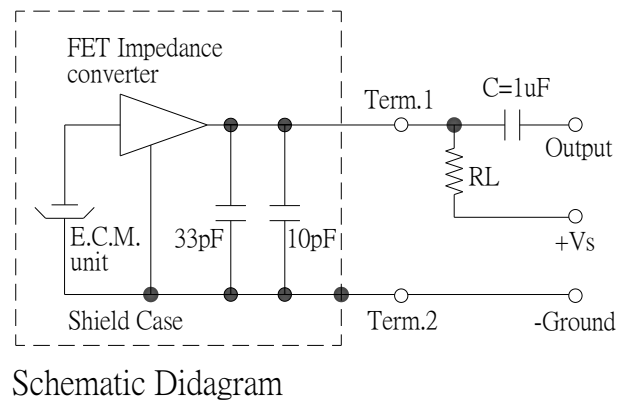 FET Impedance
converter
Term.1
C=1uF
Output
RL
+Vs
E.C.M.
unit
33pF
10pF
Shield Case
Term.2
-Ground
Schematic Didagram